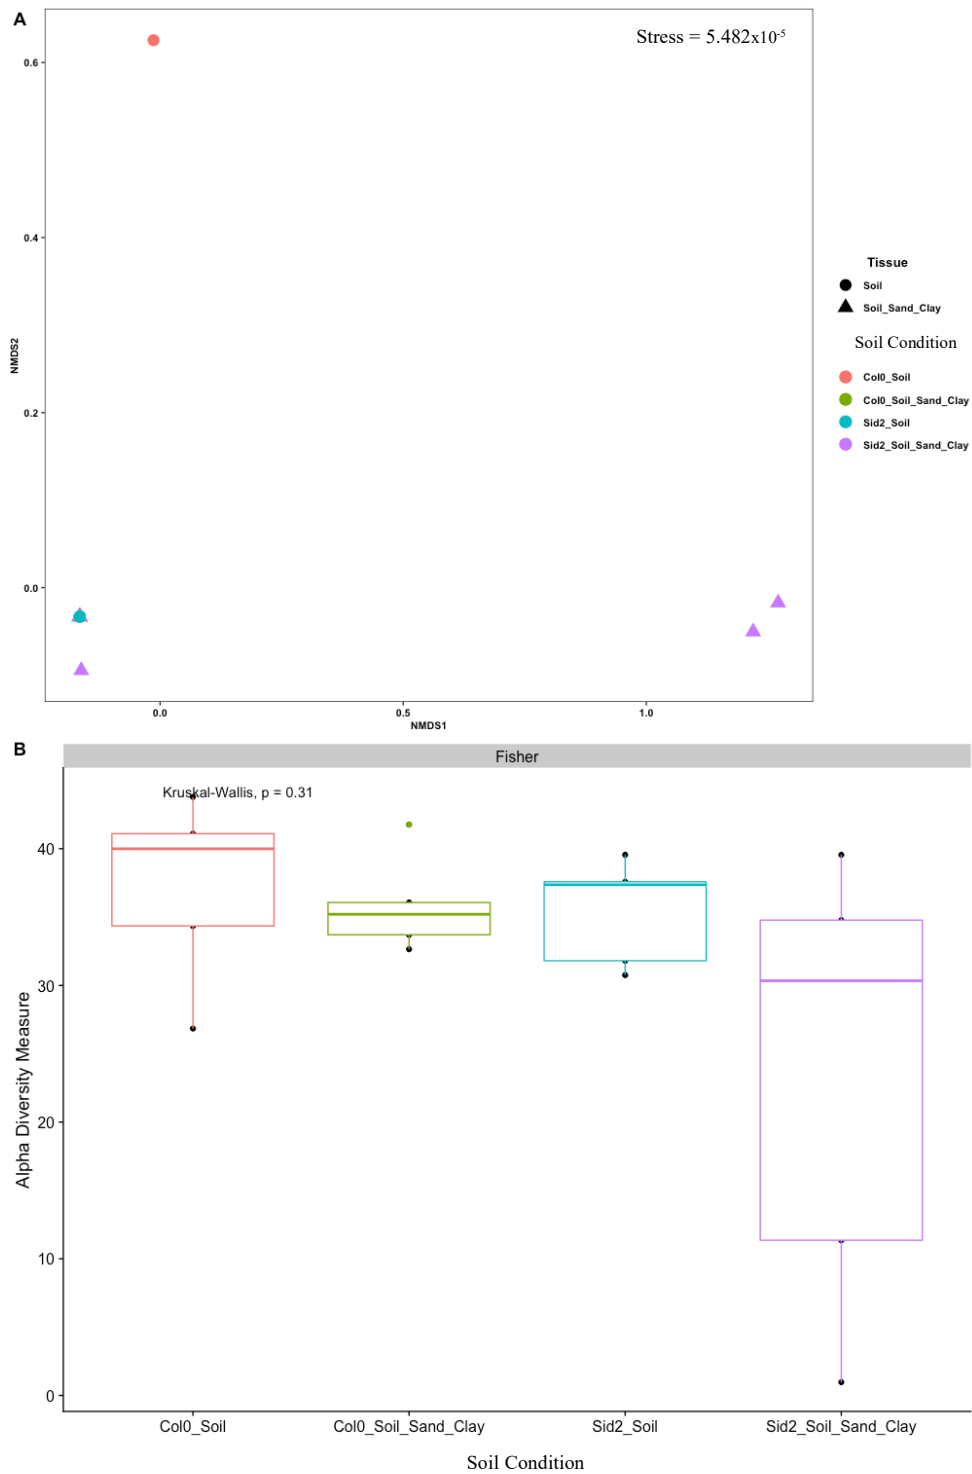 A
Stress = 5.482x10-5
0.6
0.4
0.2
0.0
NMDS2
0.0 0.5 1.0
NMDS1
Tissue
Soil
Soil_Sand_Clay
Soil Condition
Col0_Soil
Col0_Soil_Sand_Clay
Sid2_Soil
Sid2_Soil_Sand_Clay
B
Fisher
Kruskal-Wallis, p = 0.31
40
30
20
10
0
Alpha Diversity Measure
Col0_Soil Col0_Soil_Sand_Clay Sid2_Soil Sid2_Soil_Sand_Clay
Soil Condition